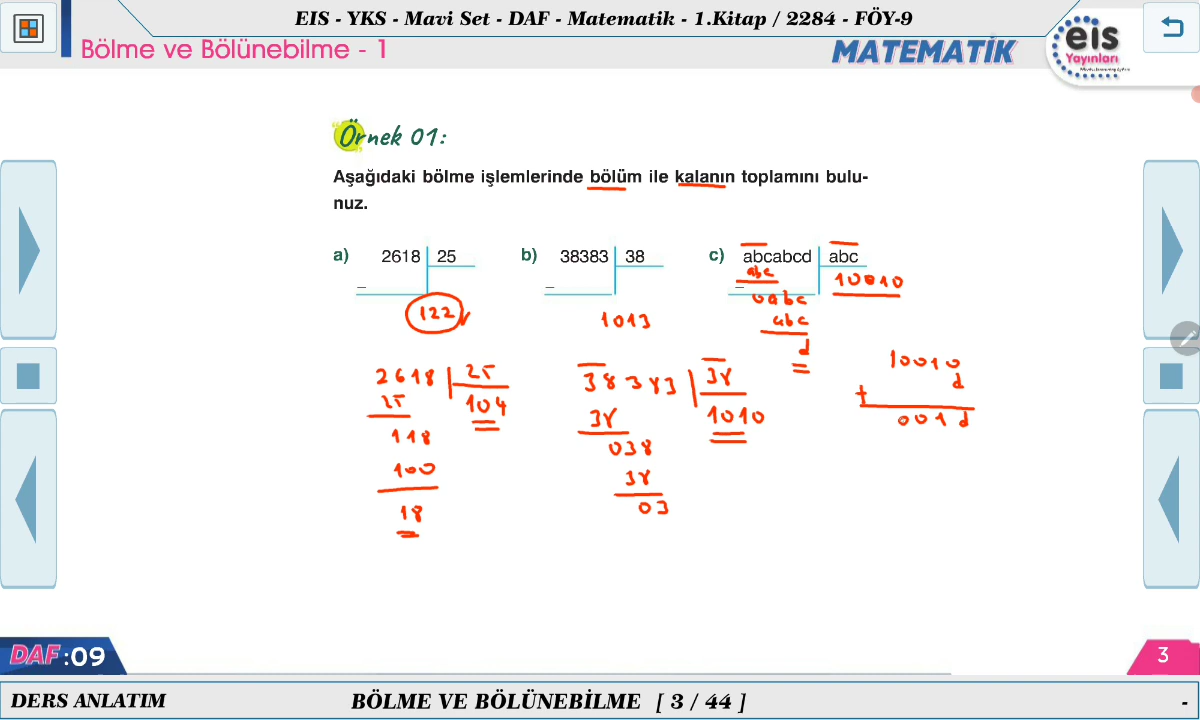 EIS - YKS - Mavi Set - DAF - Matematik - 1.Kitap / 2284 - FÖY-9
Bölme ve Bölünebilme - 1
MATEMATİK
eis
Yayınları
Örnek 01:
Aşağıdaki bölme işlemlerinde bölüm ile kalanın toplamını bulu-
nuz.
a) 2618 25
b) 38383 38
c) abcabcd abc
abc 10010
0abc
abc
d
122
1013
2618 25
25 104
118
100
18
38383 38
38 1010
038
38
03
10010
d
+
001d
DAF:09
3
DERS ANLATIM
BÖLME VE BÖLÜNEBİLME [ 3 / 44 ]
-